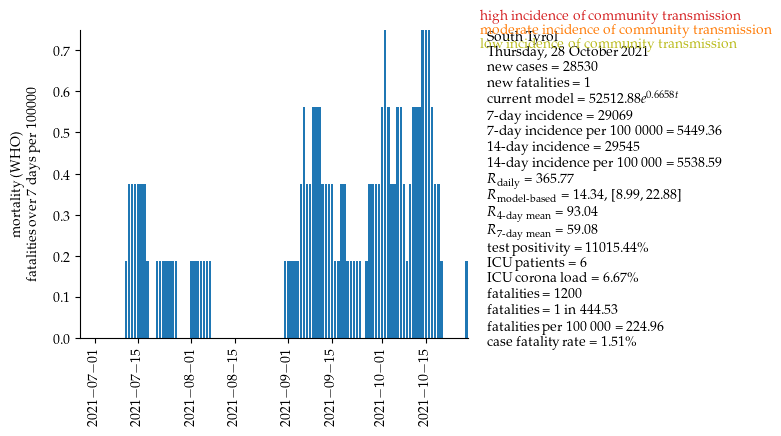 high incidence of community transmission
moderate incidence of community transmission
low incidence of community transmission
South Tyrol
Thursday, 28 October 2021
new cases = 28530
new fatalities = 1
current model = 52512.88e^{0.6658t}
7-day incidence = 29069
7-day incidence per 100 0000 = 5449.36
14-day incidence = 29545
14-day incidence per 100 000 = 5538.59
R_{daily} = 365.77
R_{model-based} = 14.34, [8.99, 22.88]
R_{4-day mean} = 93.04
R_{7-day mean} = 59.08
test positivity = 11015.44%
ICU patients = 6
ICU corona load = 6.67%
fatalities = 1200
fatalities = 1 in 444.53
fatalities per 100 000 = 224.96
case fatality rate = 1.51%
mortality (WHO)
fatalities over 7 days per 100000
0.7
0.6
0.5
0.4
0.3
0.2
0.1
0.0
2021−07−01
2021−07−15
2021−08−01
2021−08−15
2021−09−01
2021−09−15
2021−10−01
2021−10−15